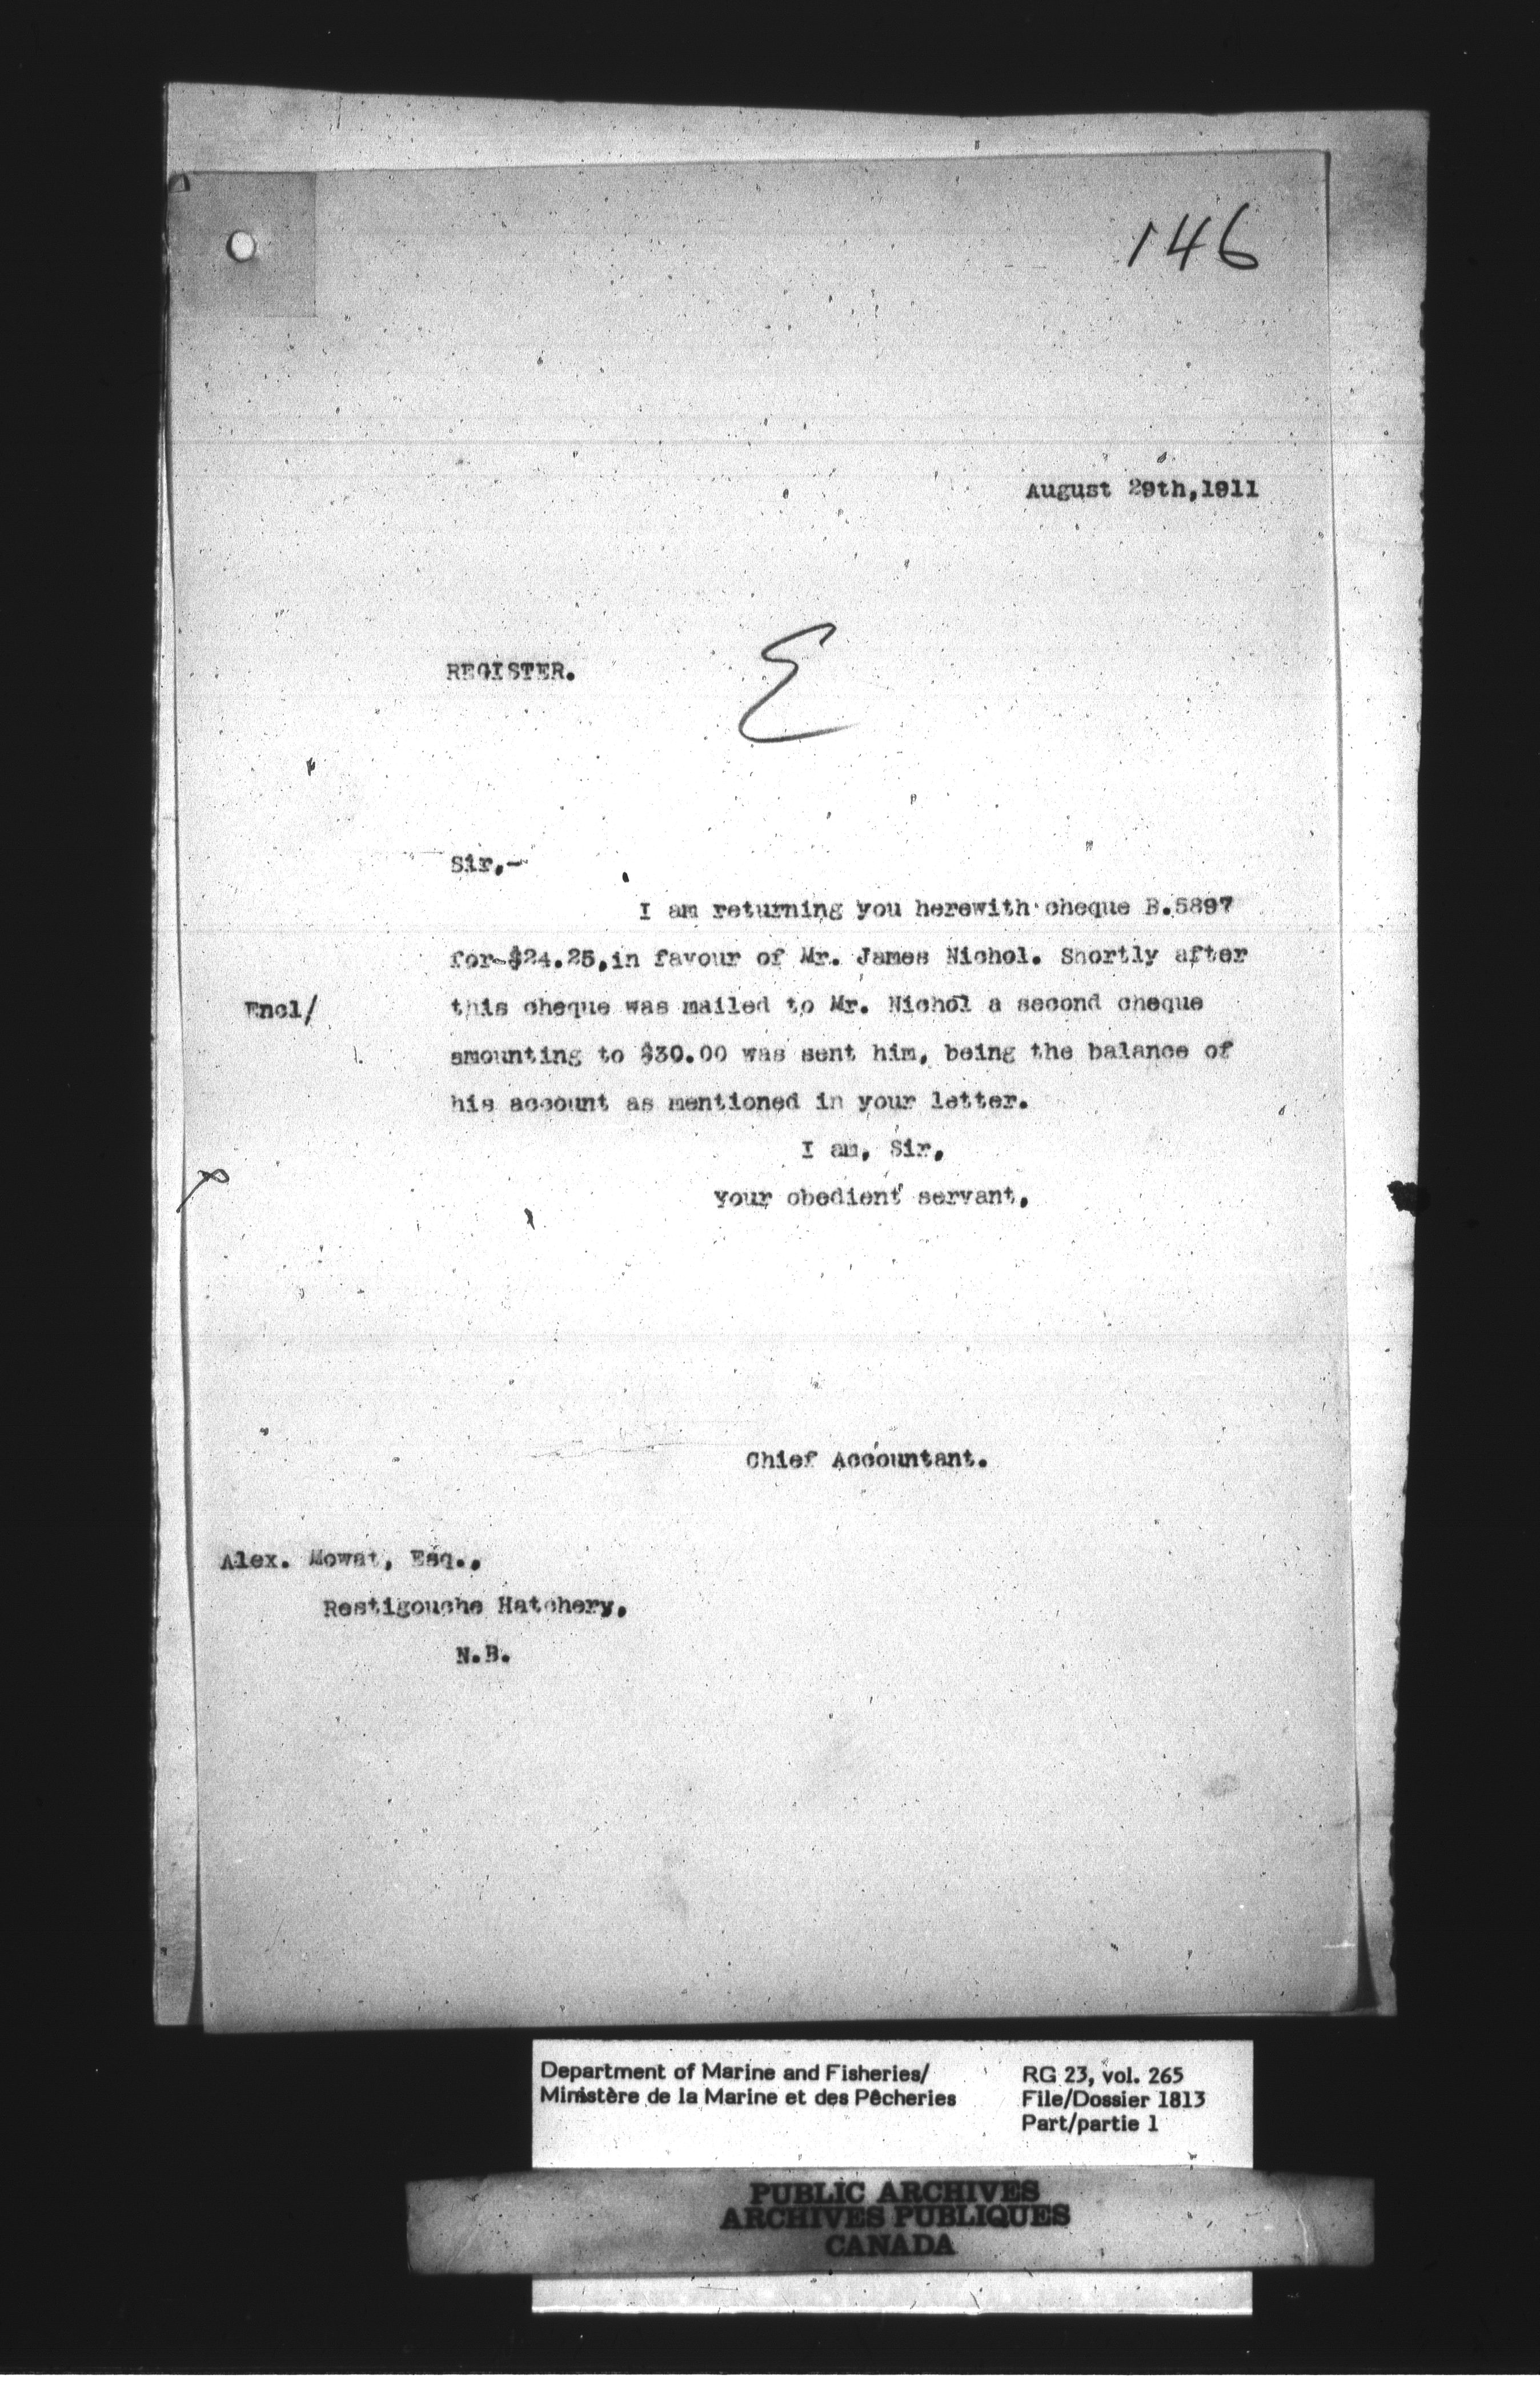 146
August 29th,1911
REGISTER.
E
Sir,-
I am returning you herewith cheque B.5897
for $24.25,in favour of Mr. James Nichol. Shortly after
Encl/
this cheque was mailed to Mr. Nichol a second cheque
amounting to $30.00 was sent him, being the balance of
his account as mentioned in your letter.
I am, Sir,
Your obedient servant,
Chief Accountant.
Alex. Mowat, Esq.,
Restigouche Hatchery,
N.B.
Department of Marine and Fisheries/
Ministère de la Marine et des Pêcheries
RG 23, vol. 265
File/Dossier 1813
Part/partie 1
PUBLIC ARCHIVES
ARCHIVES PUBLIQUES
CANADA